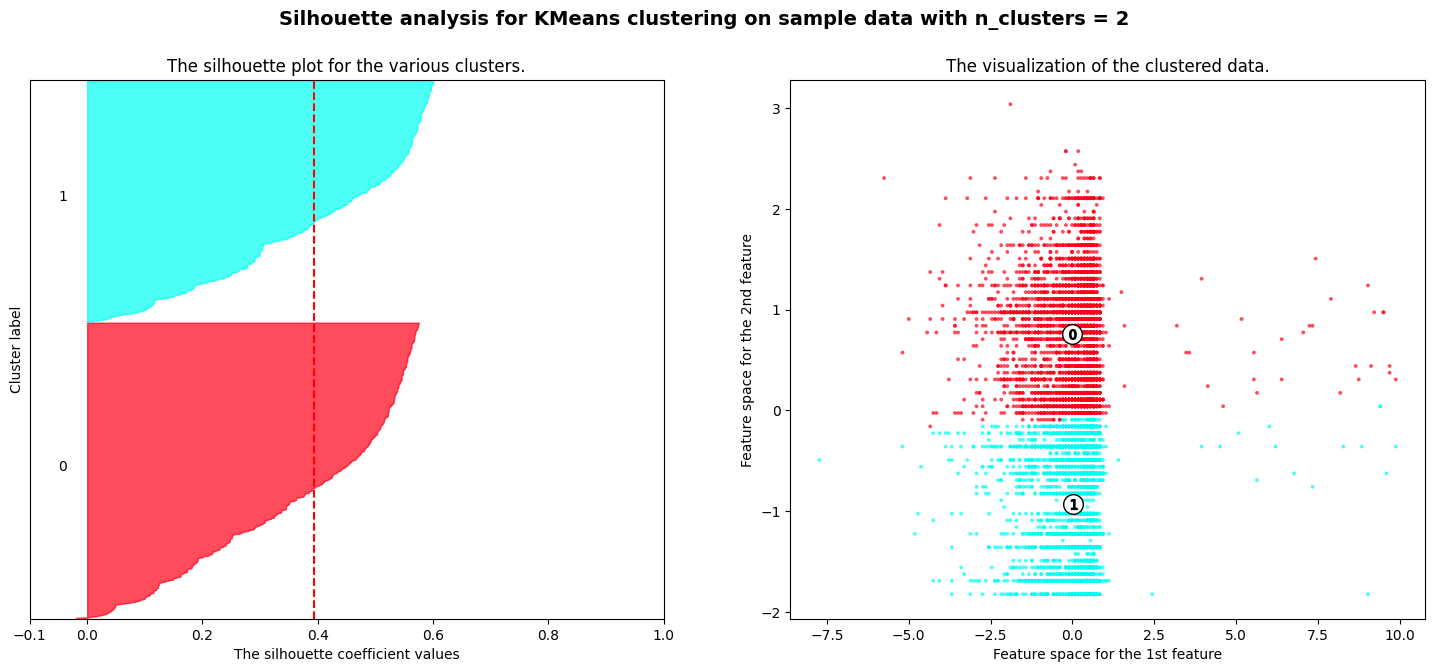 Silhouette analysis for KMeans clustering on sample data with n_clusters = 2
The silhouette plot for the various clusters.
Cluster label
1
0
−0.1 0.0 0.2 0.4 0.6 0.8 1.0
The silhouette coefficient values
The visualization of the clustered data.
Feature space for the 2nd feature
3
2
1
0
−1
−2
0
1
−7.5 −5.0 −2.5 0.0 2.5 5.0 7.5 10.0
Feature space for the 1st feature